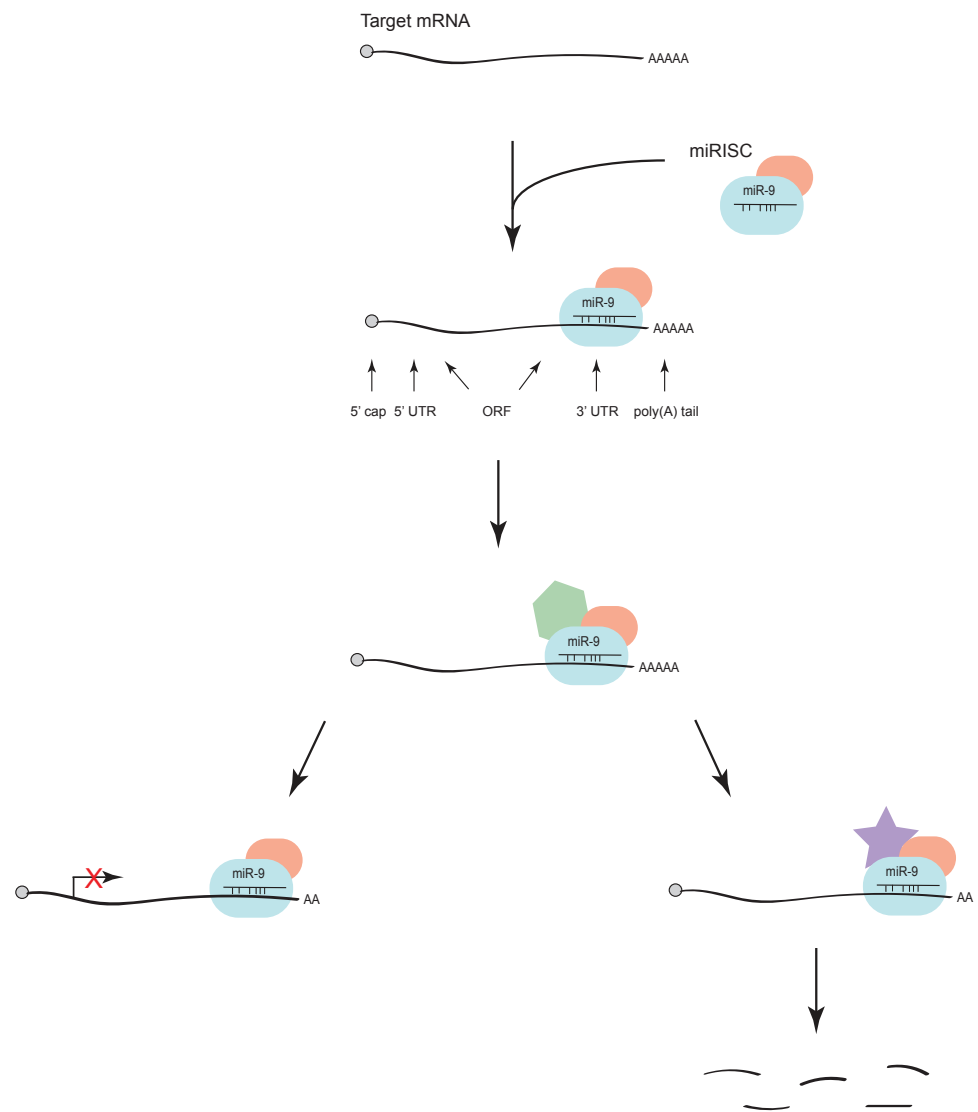 Target mRNA
AAAAA
miRISC
miR-9
miR-9
AAAAA
5' cap 5' UTR ORF 3' UTR poly(A) tail
miR-9
AAAAA
X
miR-9
AA
miR-9
AA